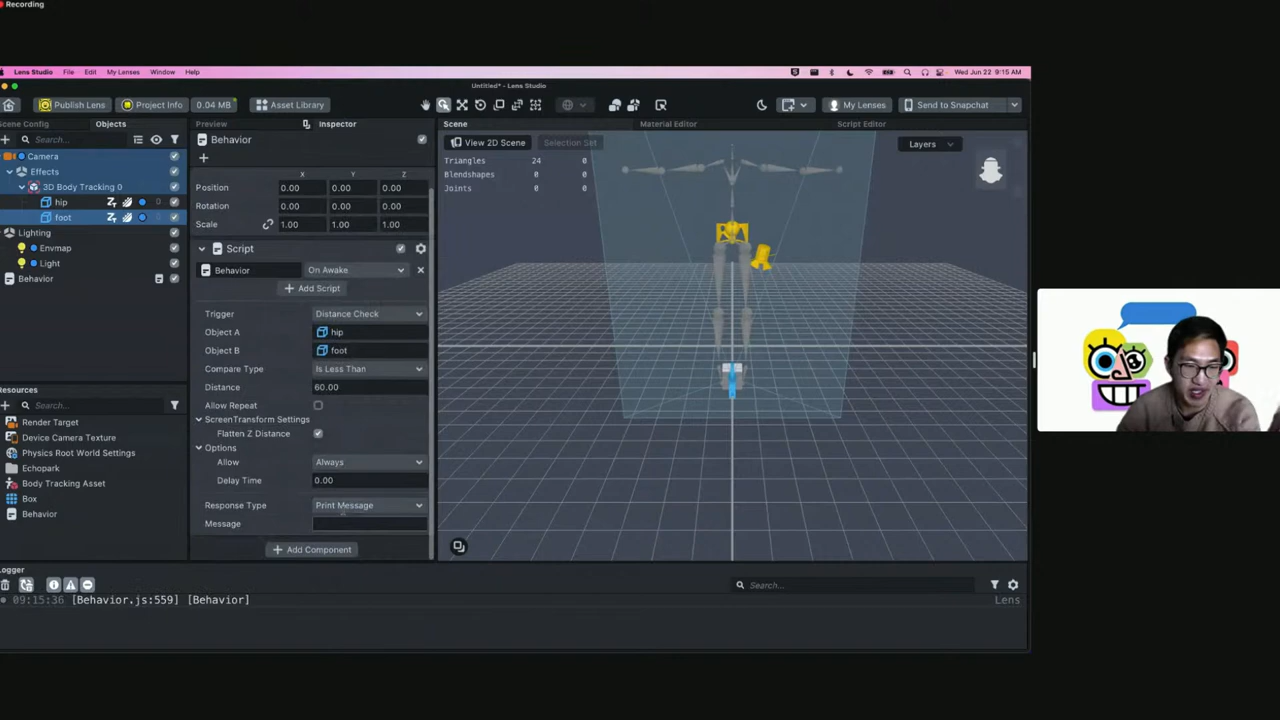 Recording
Lens Studio File Edit My Lenses Window Help
Wed Jun 22 9:15 AM
Untitled* - Lens Studio
Publish Lens Project Info 0.04 MB Asset Library
My Lenses Send to Snapchat
Scene Config Objects
Search...
Camera
Effects
3D Body Tracking 0
hip
foot
Lighting
Envmap
Light
Behavior
Resources
Search...
Render Target
Device Camera Texture
Physics Root World Settings
Echopark
Body Tracking Asset
Box
Behavior
Preview Inspector
Behavior
X Y Z
Position 0.00 0.00 0.00
Rotation 0.00 0.00 0.00
Scale 1.00 1.00 1.00
Script
Behavior On Awake
+ Add Script
Trigger Distance Check
Object A hip
Object B foot
Compare Type Is Less Than
Distance 60.00
Allow Repeat
ScreenTransform Settings
Flatten Z Distance
Options
Allow Always
Delay Time 0.00
Response Type Print Message
Message
+ Add Component
Scene Material Editor Script Editor
View 2D Scene Selection Set
Layers
Triangles 24 0
Blendshapes 0 0
Joints 0 0
Logger
Search...
09:15:36 [Behavior.js:559] [Behavior]
Lens